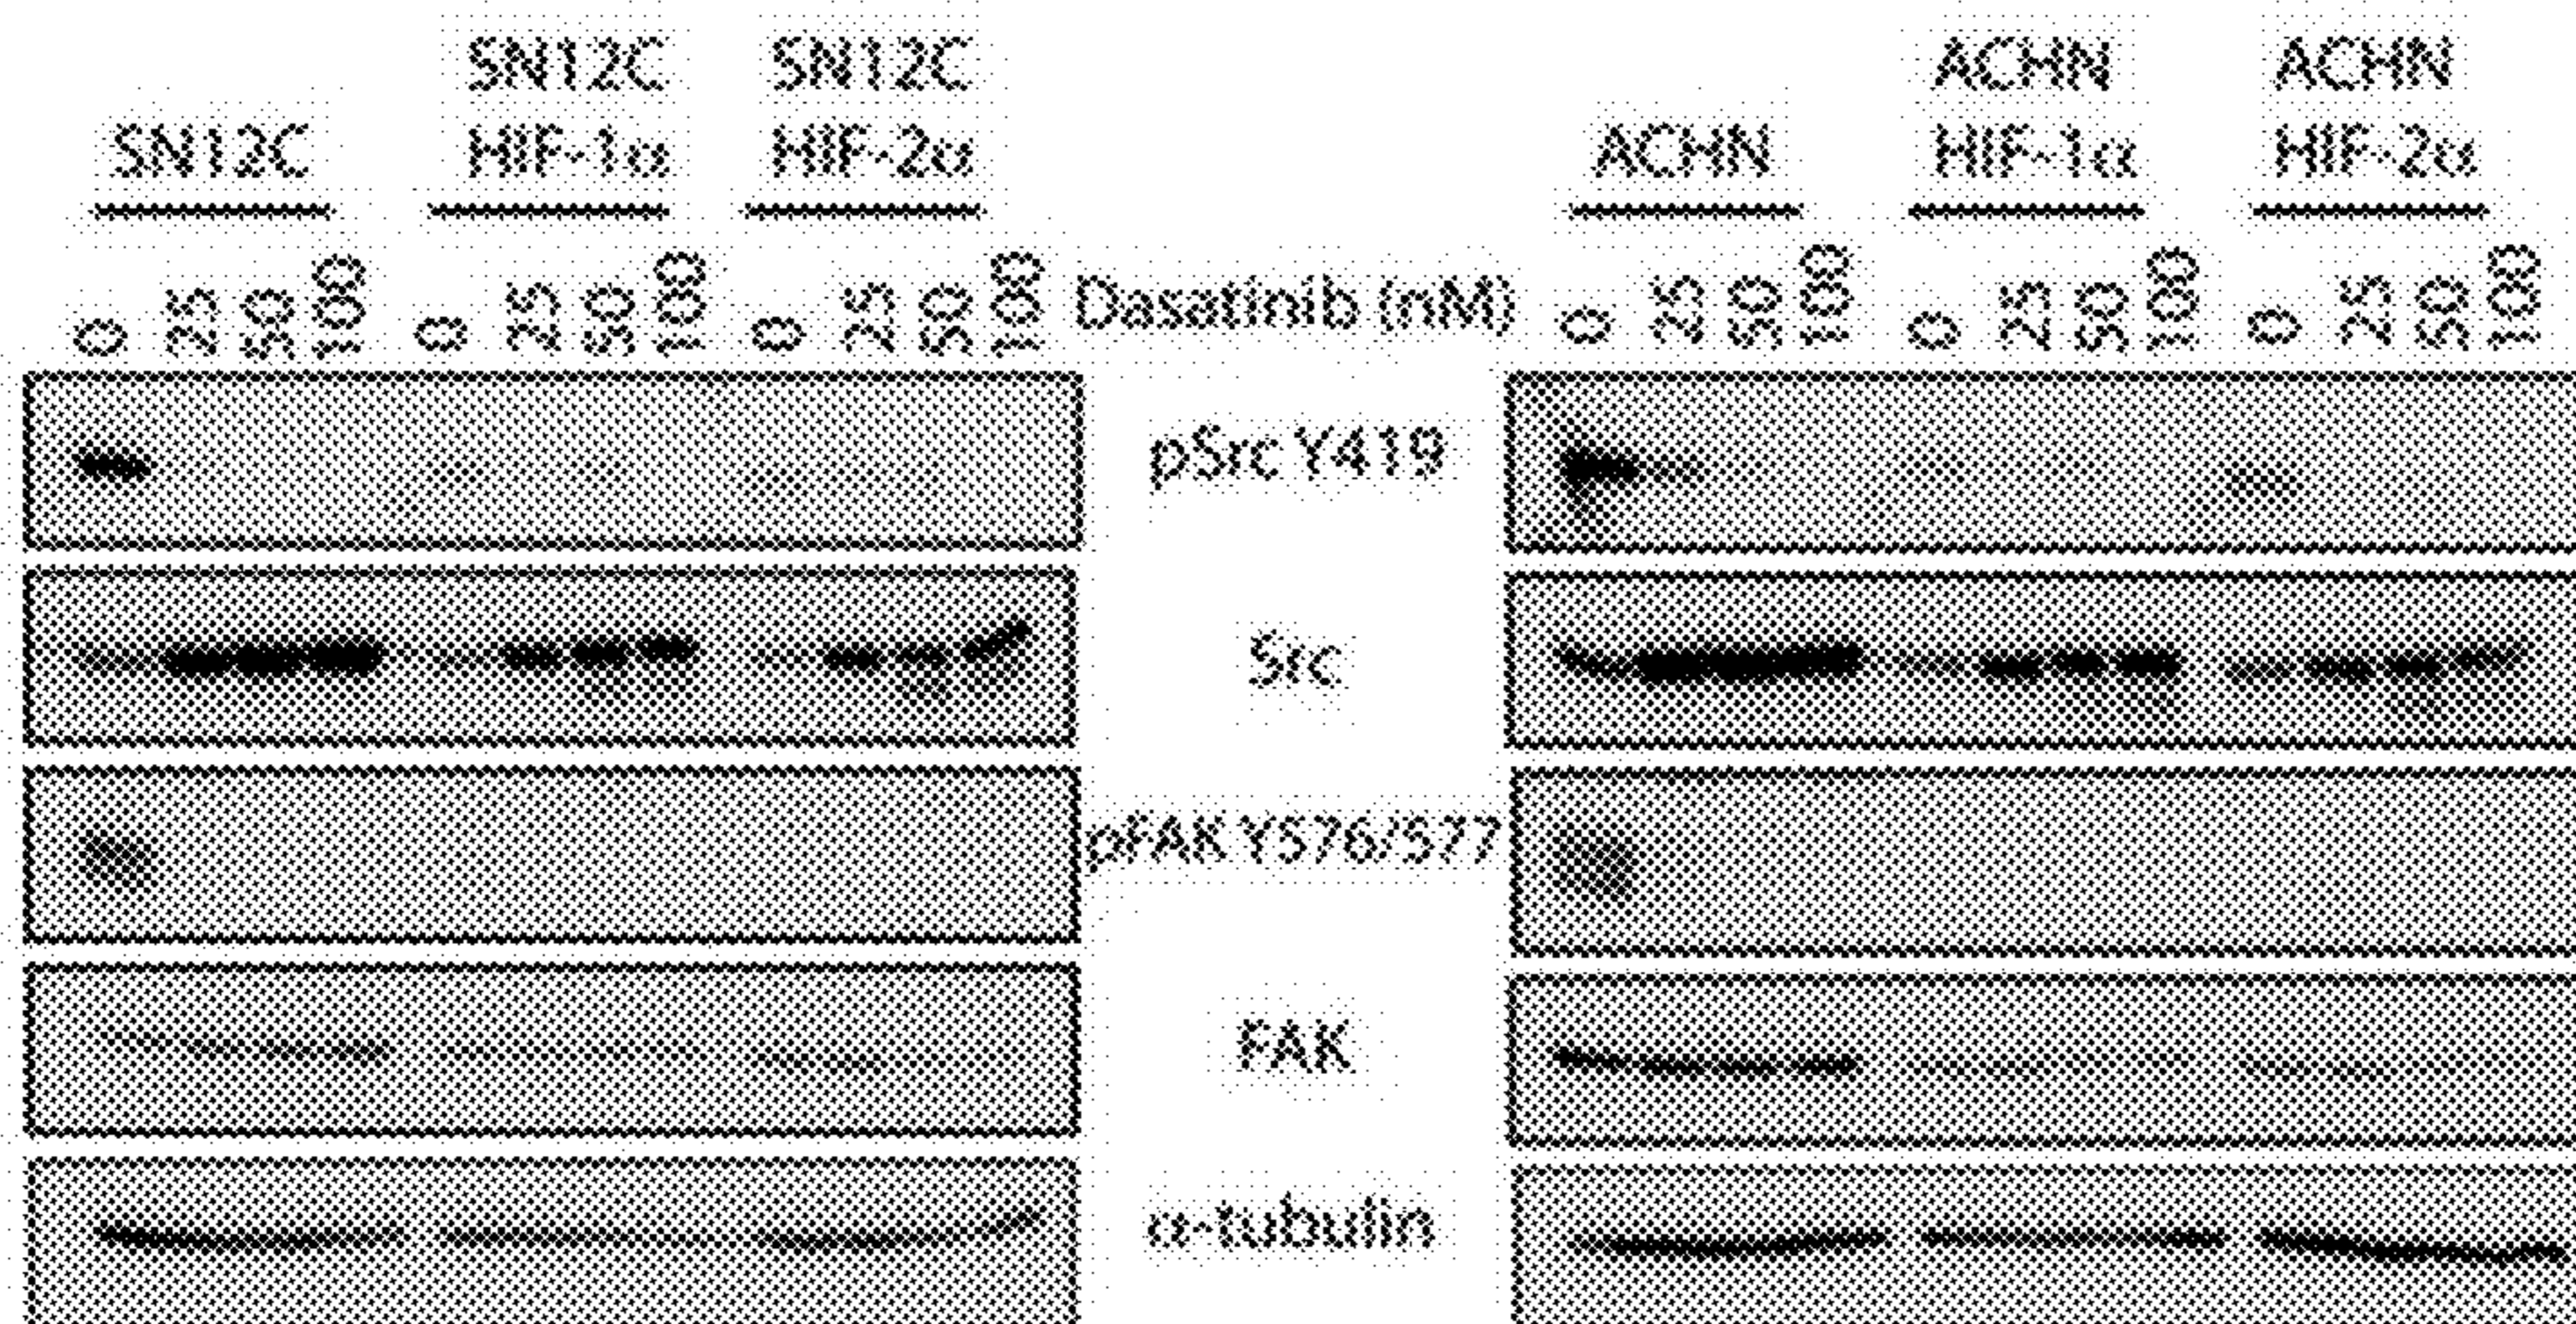 SN12C
SN12C
HIF-1α
SN12C
HIF-2α
ACHN
ACHN
HIF-1α
ACHN
HIF-2α
0 25 50 100 0 25 50 100 0 25 50 100 Dasatinib (nM) 0 25 50 100 0 25 50 100 0 25 50 100
pSrc Y419
Src
pFAK Y576/577
FAK
α-tubulin